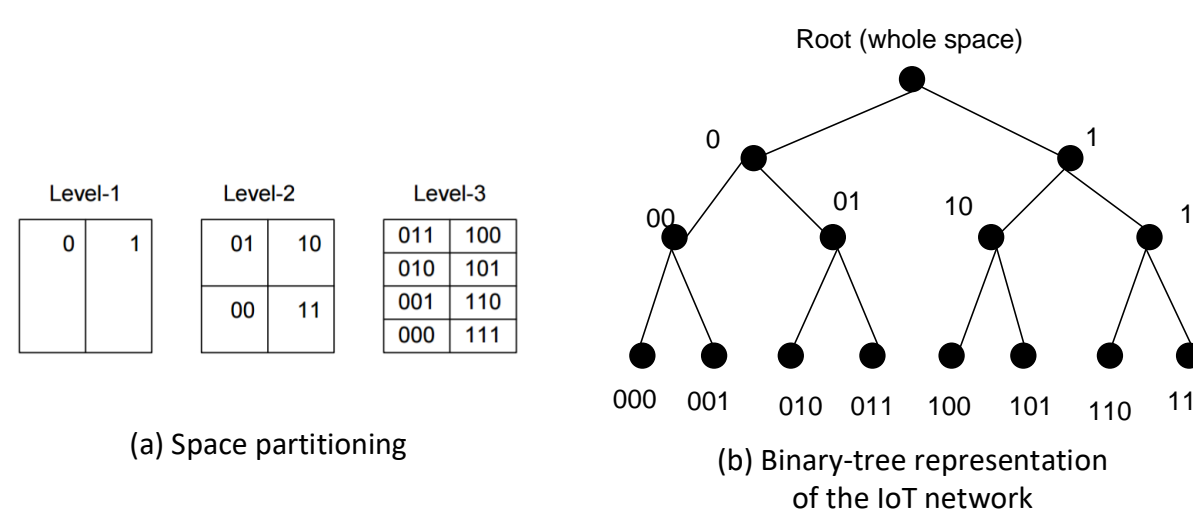 Level-1
0 1
(a) Space partitioning
Level-2
01 10
00 11
Level-3
011 100
010 101
001 110
000 111
Root (whole space)
0 1
00 01 10 1
000 001 010 011 100 101 110 11
(b) Binary-tree representation
of the IoT network